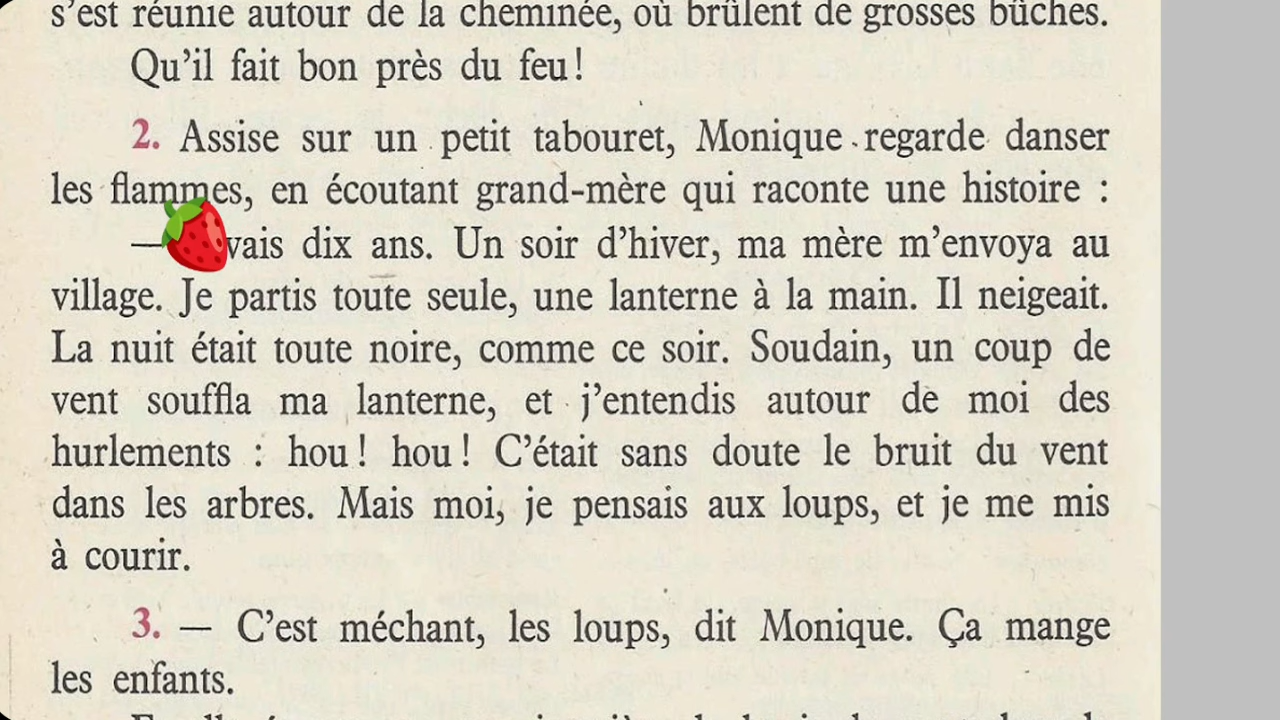 s'est réunie autour de la cheminée, où brûlent de grosses bûches.
Qu'il fait bon près du feu !
2. Assise sur un petit tabouret, Monique regarde danser
les flammes, en écoutant grand-mère qui raconte une histoire :
— vais dix ans. Un soir d'hiver, ma mère m'envoya au
village. Je partis toute seule, une lanterne à la main. Il neigeait.
La nuit était toute noire, comme ce soir. Soudain, un coup de
vent souffla ma lanterne, et j'entendis autour de moi des
hurlements : hou ! hou ! C'était sans doute le bruit du vent
dans les arbres. Mais moi, je pensais aux loups, et je me mis
à courir.
3. — C'est méchant, les loups, dit Monique. Ça mange
les enfants.